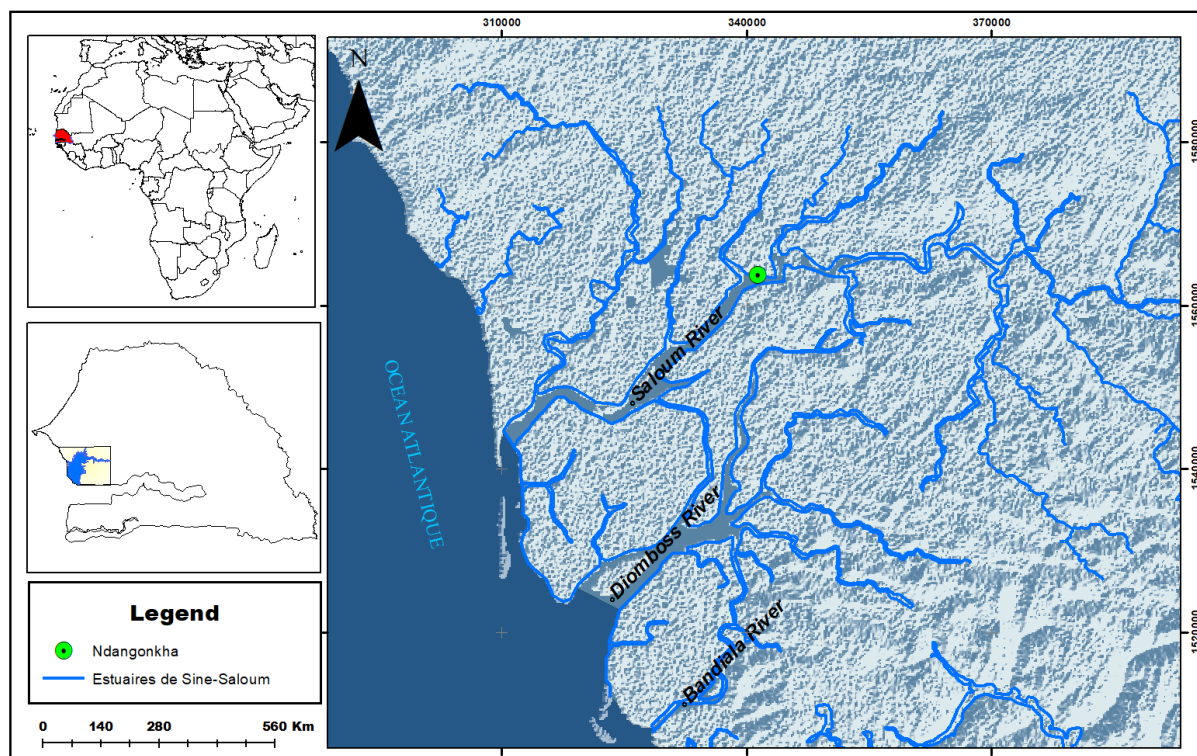 310000
340000
370000
N
1580000
1560000
1540000
1520000
OCEAN ATLANTIQUE
Saloum River
Diomboss River
Bandiala River
Legend
Ndangonkha
Estuaires de Sine-Saloum
0 140 280 560 Km